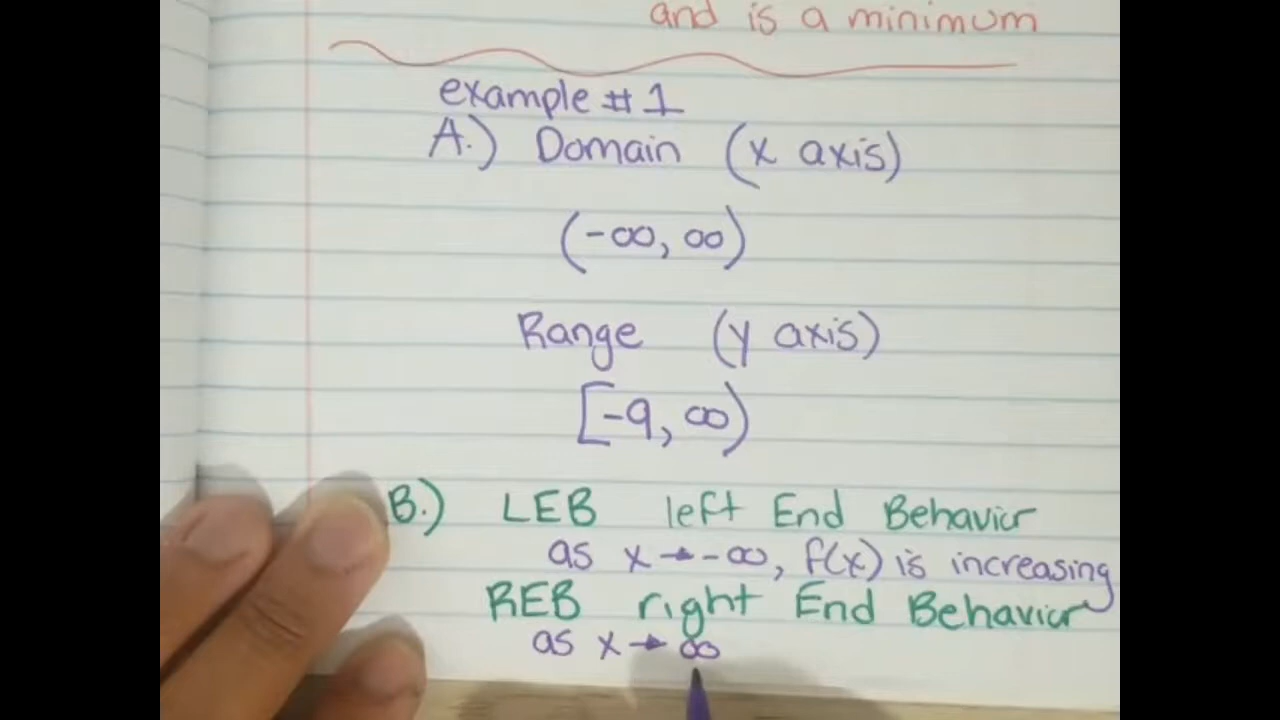 and is a minimum
example #1
A.) Domain (x axis)
(-∞, ∞)
Range (y axis)
[-9, ∞)
B.) LEB left End Behavior
as x → -∞, f(x) is increasing
REB right End Behavior
as x → ∞